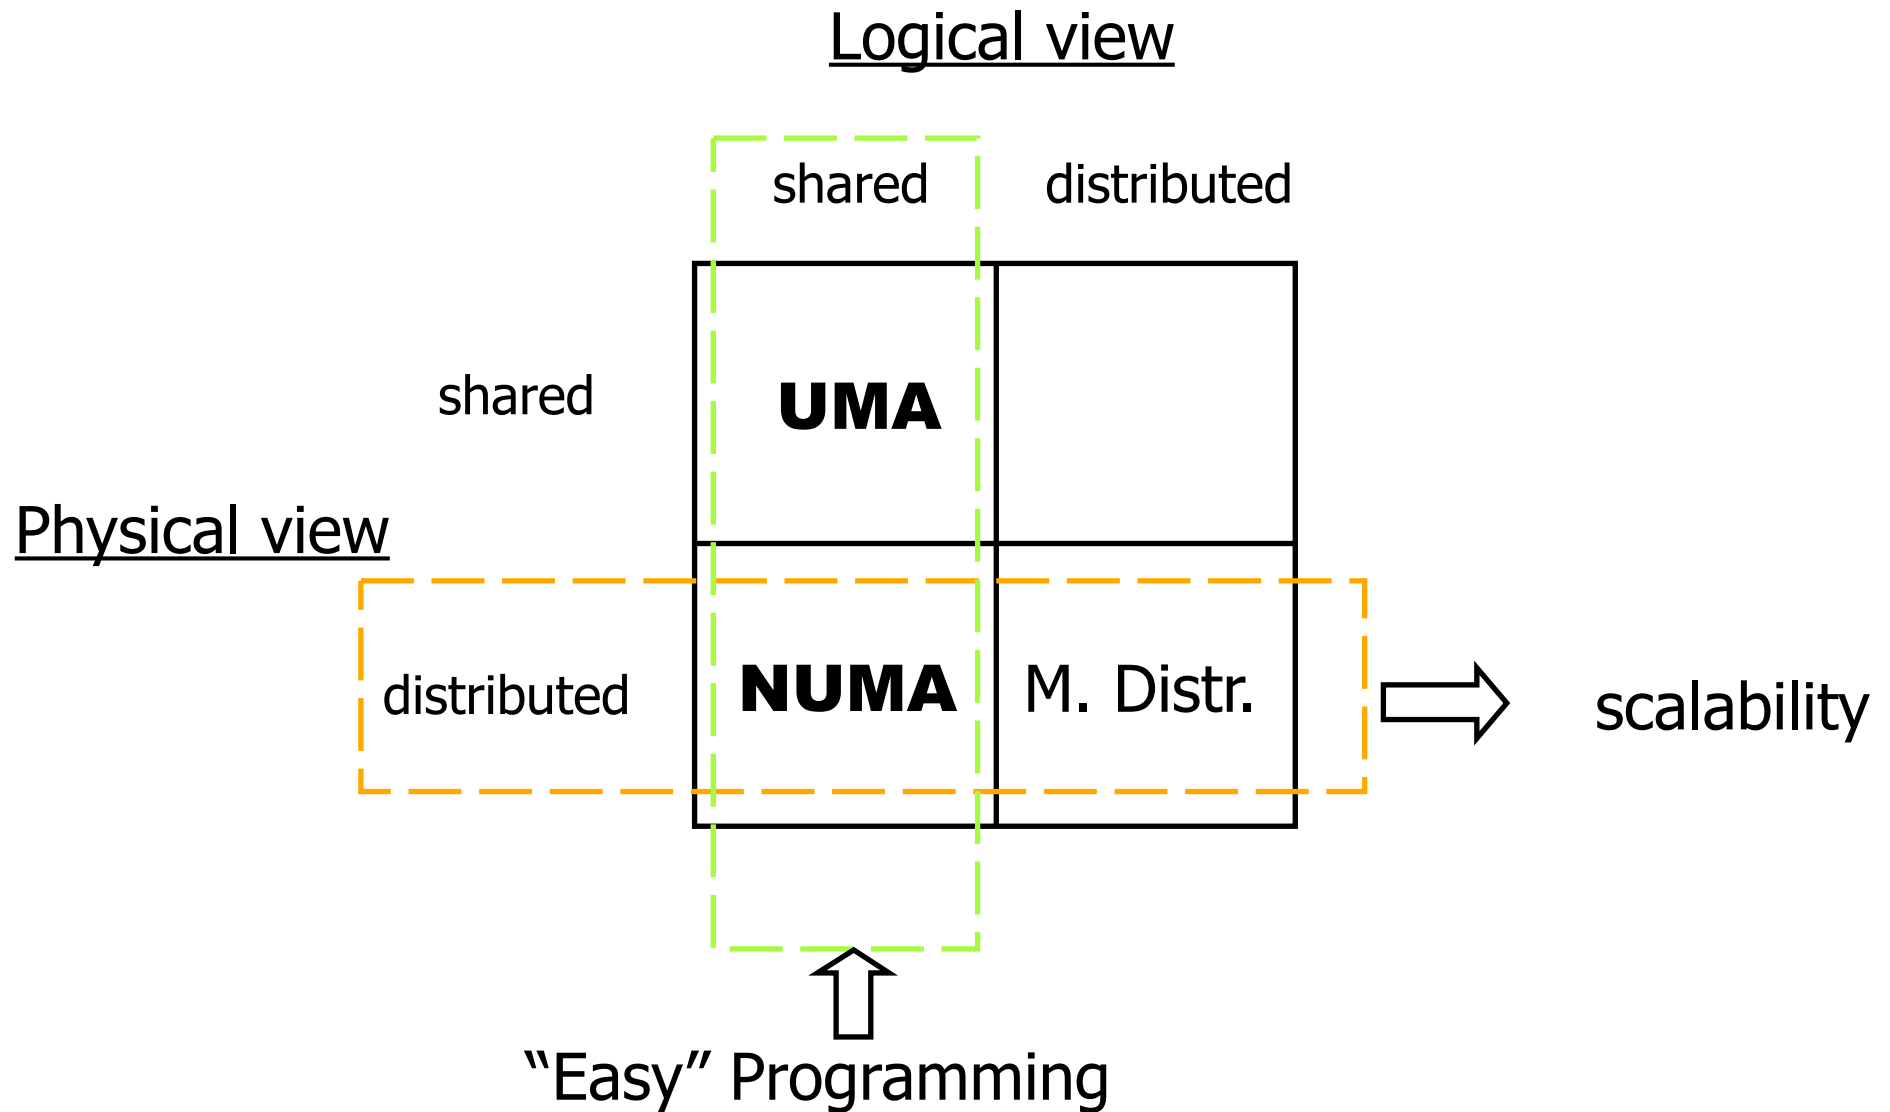 Logical view
shared distributed
shared
UMA
Physical view
distributed
NUMA
M. Distr.
scalability
“Easy” Programming